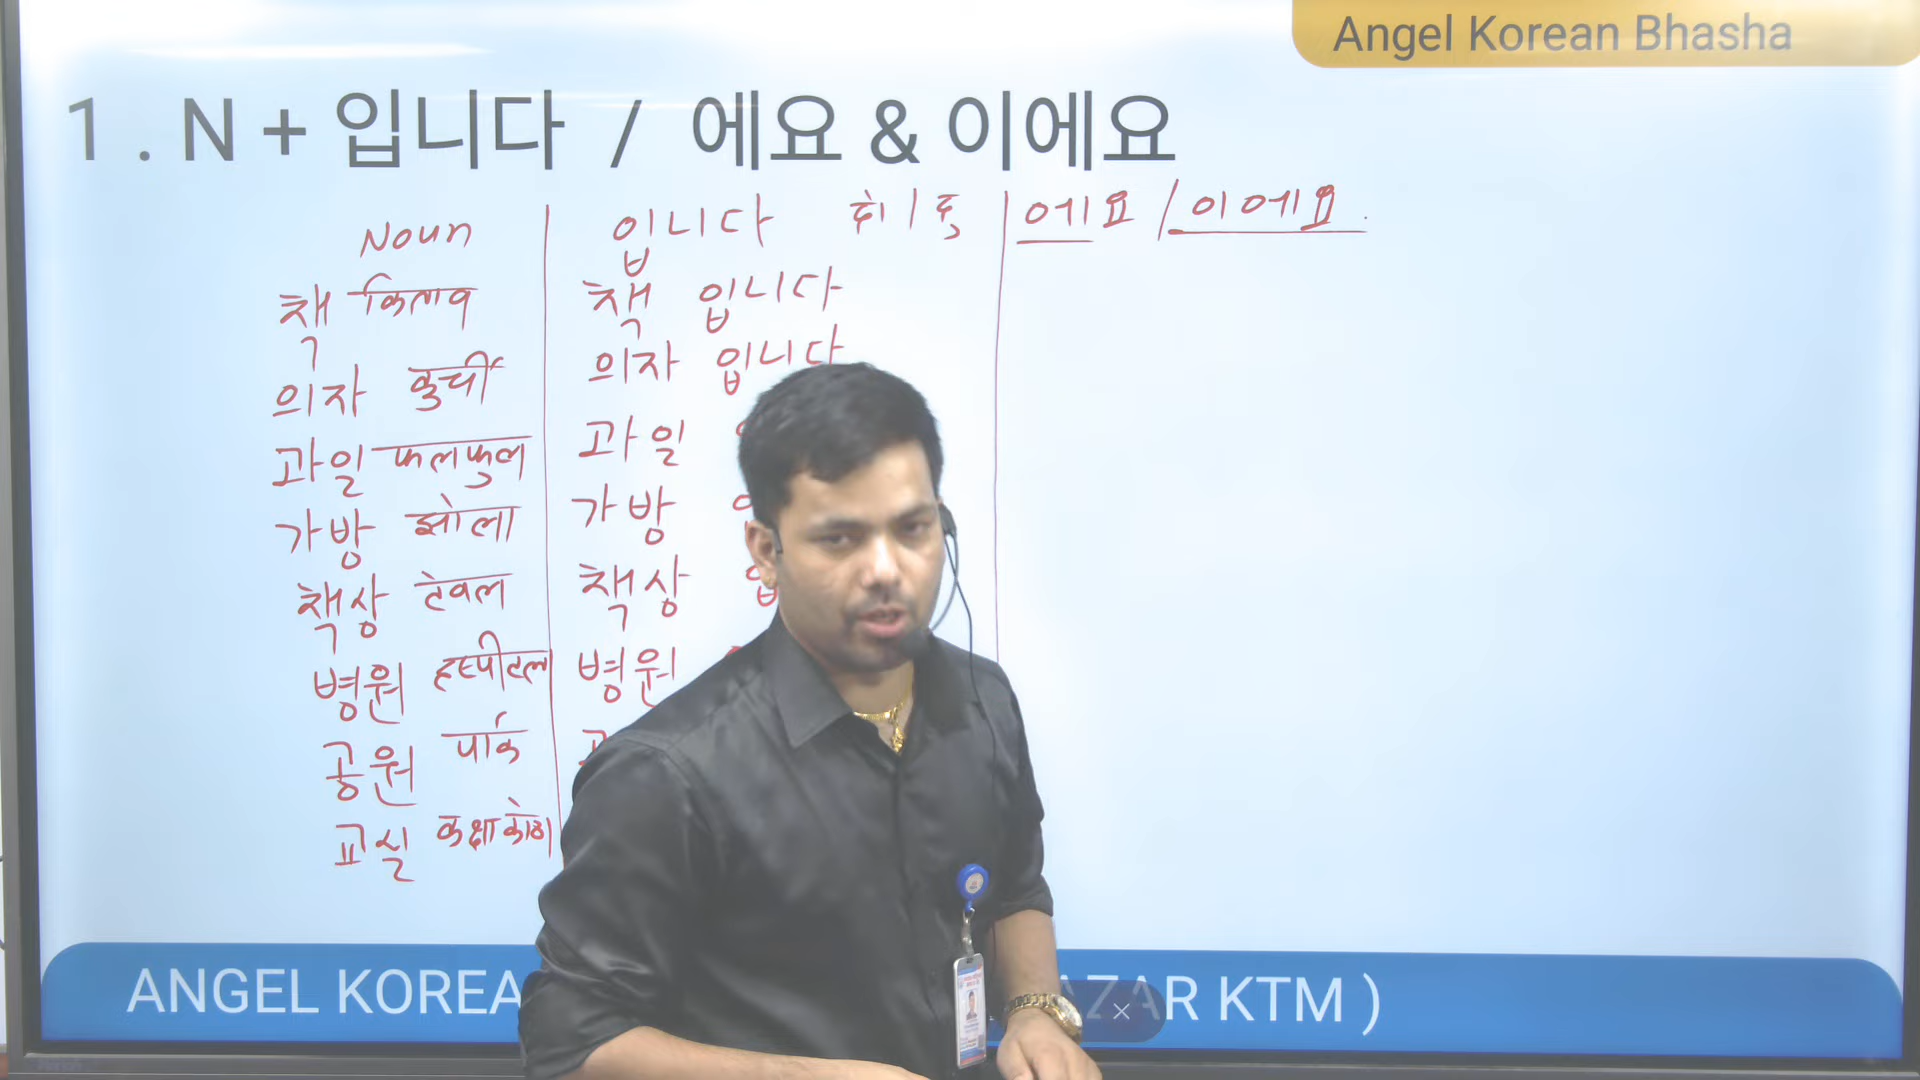 Angel Korean Bhasha
1 . N + 입니다 / 에요 & 이에요
Noun 입니다 हो / हुन् 에요 / 이에요
책 किताब 책 입니다
의자 कुर्ची 의자 입니다
과일 फलफुल 과일
가방 झोला 가방
책상 टेबल 책상
병원 हस्पीटल 병원
공원 पार्क
교실 कक्षाकोठा
ANGEL KOREA AZAR KTM )